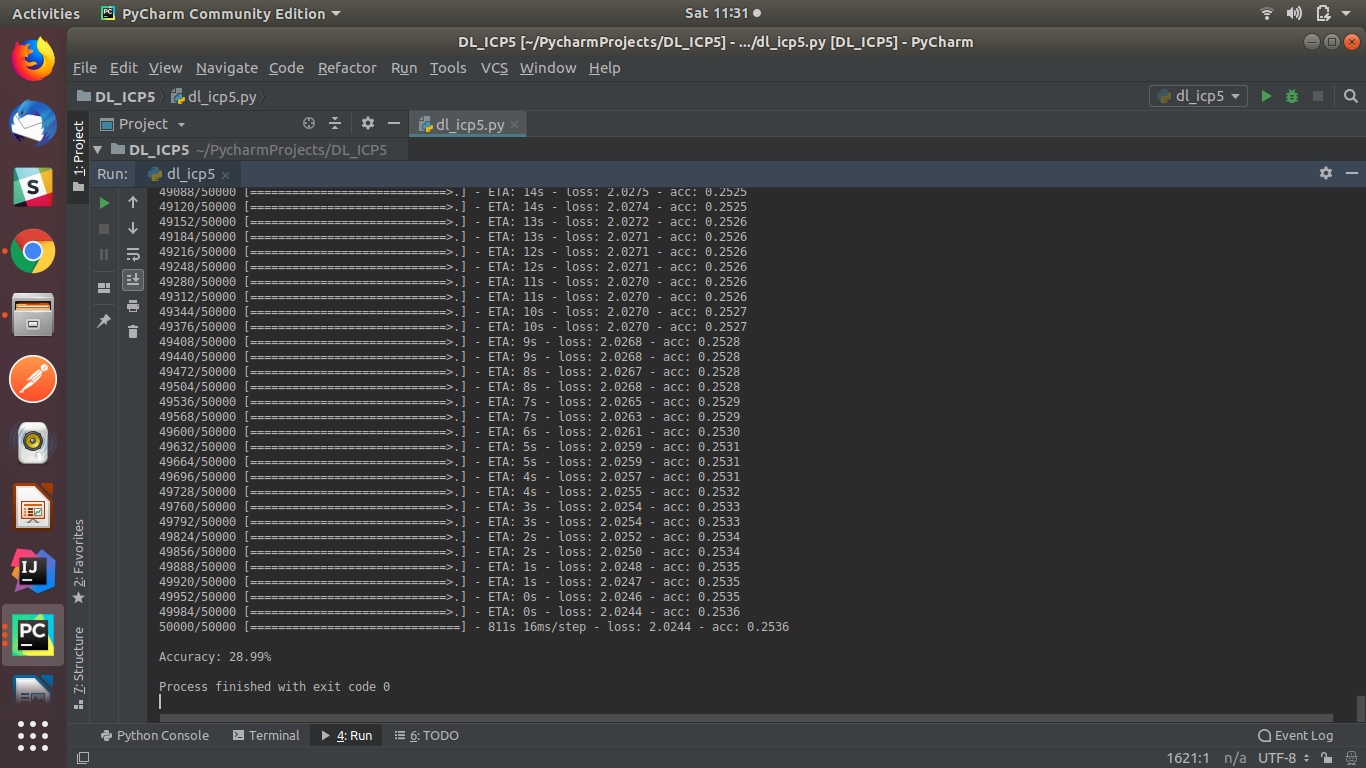 Activities PyCharm Community Edition Sat 11:31
DL_ICP5 [~/PycharmProjects/DL_ICP5] - .../dl_icp5.py [DL_ICP5] - PyCharm
File Edit View Navigate Code Refactor Run Tools VCS Window Help
DL_ICP5 dl_icp5.py dl_icp5
1: Project
Project dl_icp5.py
DL_ICP5 ~/PycharmProjects/DL_ICP5
Run: dl_icp5
49088/50000 [============================>.] - ETA: 14s - loss: 2.0275 - acc: 0.2525
49120/50000 [============================>.] - ETA: 14s - loss: 2.0274 - acc: 0.2525
49152/50000 [============================>.] - ETA: 13s - loss: 2.0272 - acc: 0.2526
49184/50000 [============================>.] - ETA: 13s - loss: 2.0271 - acc: 0.2526
49216/50000 [============================>.] - ETA: 12s - loss: 2.0271 - acc: 0.2526
49248/50000 [============================>.] - ETA: 12s - loss: 2.0271 - acc: 0.2526
49280/50000 [============================>.] - ETA: 11s - loss: 2.0270 - acc: 0.2526
49312/50000 [============================>.] - ETA: 11s - loss: 2.0270 - acc: 0.2526
49344/50000 [============================>.] - ETA: 10s - loss: 2.0270 - acc: 0.2527
49376/50000 [============================>.] - ETA: 10s - loss: 2.0270 - acc: 0.2527
49408/50000 [============================>.] - ETA: 9s - loss: 2.0268 - acc: 0.2528
49440/50000 [============================>.] - ETA: 9s - loss: 2.0268 - acc: 0.2528
49472/50000 [============================>.] - ETA: 8s - loss: 2.0267 - acc: 0.2528
49504/50000 [============================>.] - ETA: 8s - loss: 2.0268 - acc: 0.2528
49536/50000 [============================>.] - ETA: 7s - loss: 2.0265 - acc: 0.2529
49568/50000 [============================>.] - ETA: 7s - loss: 2.0263 - acc: 0.2529
49600/50000 [============================>.] - ETA: 6s - loss: 2.0261 - acc: 0.2530
49632/50000 [============================>.] - ETA: 5s - loss: 2.0259 - acc: 0.2531
49664/50000 [============================>.] - ETA: 5s - loss: 2.0259 - acc: 0.2531
49696/50000 [============================>.] - ETA: 4s - loss: 2.0257 - acc: 0.2531
49728/50000 [============================>.] - ETA: 4s - loss: 2.0255 - acc: 0.2532
49760/50000 [============================>.] - ETA: 3s - loss: 2.0254 - acc: 0.2533
49792/50000 [============================>.] - ETA: 3s - loss: 2.0254 - acc: 0.2533
49824/50000 [============================>.] - ETA: 2s - loss: 2.0252 - acc: 0.2534
49856/50000 [============================>.] - ETA: 2s - loss: 2.0250 - acc: 0.2534
49888/50000 [============================>.] - ETA: 1s - loss: 2.0248 - acc: 0.2535
49920/50000 [============================>.] - ETA: 1s - loss: 2.0247 - acc: 0.2535
49952/50000 [============================>.] - ETA: 0s - loss: 2.0246 - acc: 0.2535
49984/50000 [============================>.] - ETA: 0s - loss: 2.0244 - acc: 0.2536
50000/50000 [==============================] - 811s 16ms/step - loss: 2.0244 - acc: 0.2536
Accuracy: 28.99%
Process finished with exit code 0
2: Favorites
7: Structure
Python Console Terminal 4: Run 6: TODO Event Log
1621:1 n/a UTF-8
S
IJ
PC